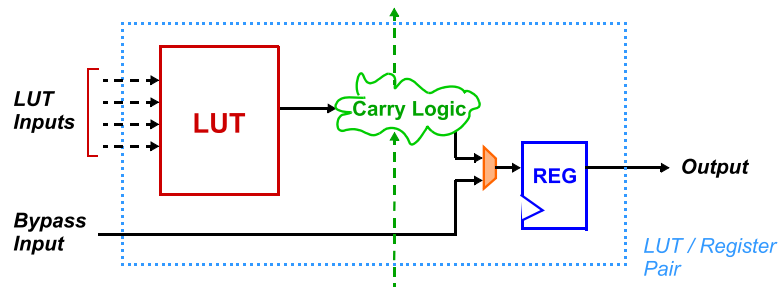 LUT
Inputs
LUT
Carry Logic
REG
Output
Bypass
Input
LUT / Register
Pair